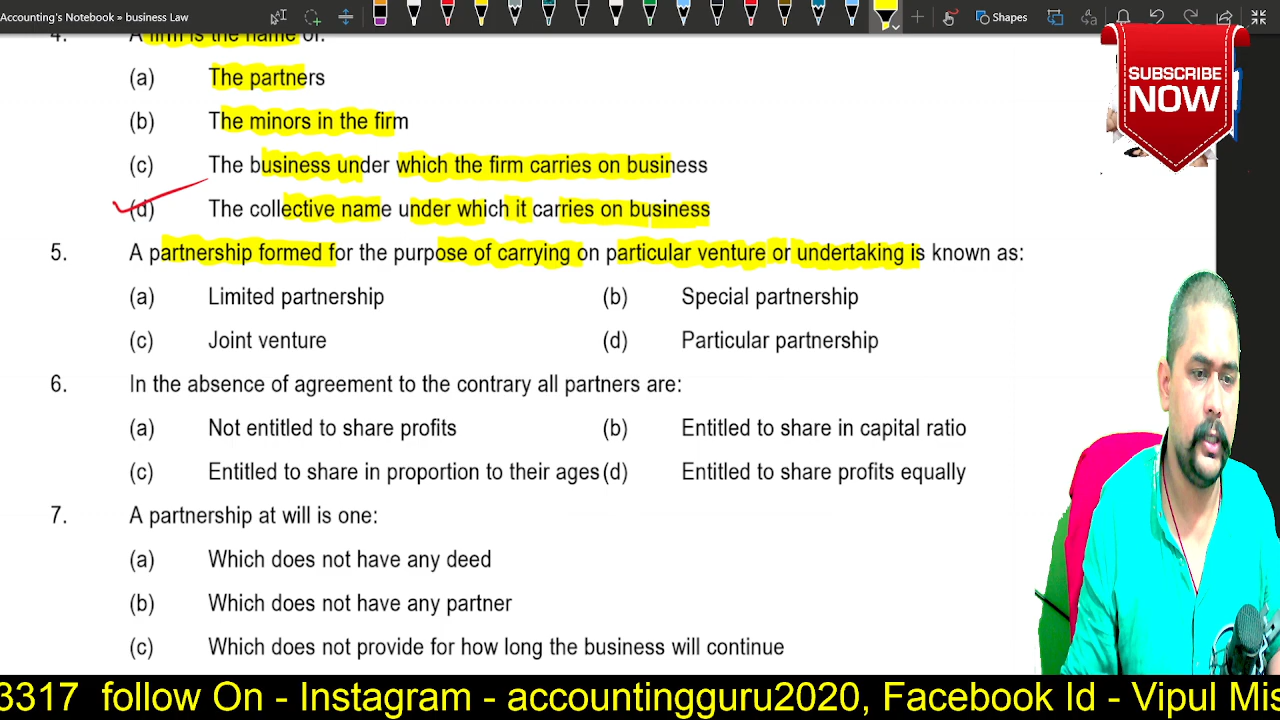 Accounting's Notebook » business Law
Shapes
4. A firm is the name of:
SUBSCRIBE
NOW
(a) The partners
(b) The minors in the firm
(c) The business under which the firm carries on business
(d) The collective name under which it carries on business
5. A partnership formed for the purpose of carrying on particular venture or undertaking is known as:
(a) Limited partnership (b) Special partnership
(c) Joint venture (d) Particular partnership
6. In the absence of agreement to the contrary all partners are:
(a) Not entitled to share profits (b) Entitled to share in capital ratio
(c) Entitled to share in proportion to their ages (d) Entitled to share profits equally
7. A partnership at will is one:
(a) Which does not have any deed
(b) Which does not have any partner
(c) Which does not provide for how long the business will continue
3317 follow On - Instagram - accountingguru2020, Facebook Id - Vipul Mis